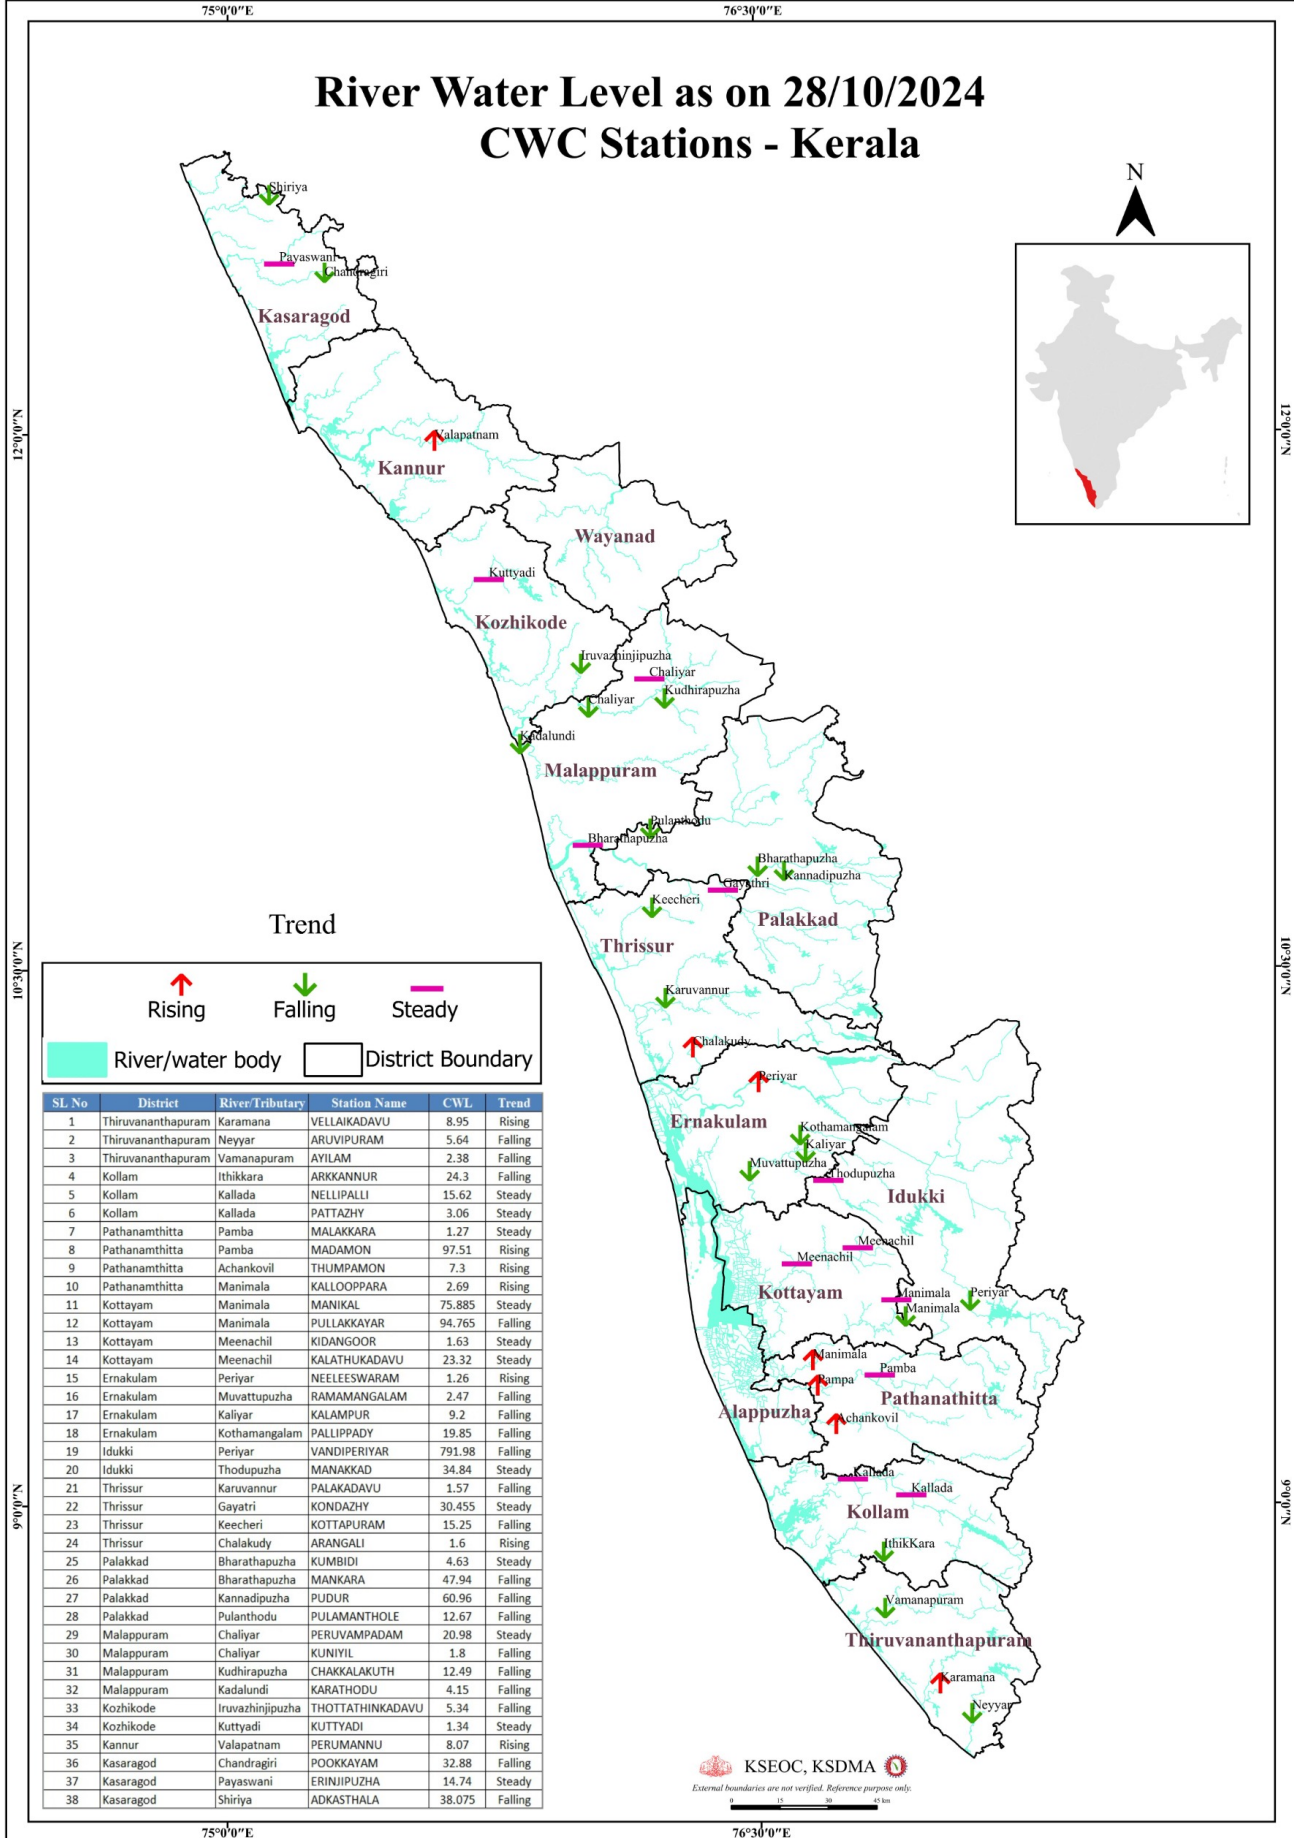 75°0'0"E 76°30'0"E
River Water Level as on 28/10/2024
CWC Stations - Kerala
N
Shiriya
Payaswani
Chandragiri
Kasaragod
12°0'0"N 12°0'0"N
Valapatnam
Kannur
Wayanad
Kuttyadi
Kozhikode
Iruvazhinjipuzha
Chaliyar
Kudhirapuzha
Chaliyar
Kadalundi
Malappuram
Pulanthodu
Bharathapuzha
Bharathapuzha
Kannadipuzha
Gayathri
Keecheri
Palakkad
Thrissur
10°30'0"N 10°30'0"N
Karuvannur
Chalakudy
Periyar
Ernakulam
Kothamangalam
Kaliyar
Muvattupuzha
Thodupuzha
Idukki
Meenachil
Meenachil
Kottayam
Manimala
Periyar
Manimala
Manimala
Pamba
Pampa
Pathanathitta
Alappuzha
Achankovil
Kallada
Kallada
Kollam
9°0'0"N 9°0'0"N
IthikKara
Vamanapuram
Thiruvananthapuram
Karamana
Neyyar
Trend
Rising Falling Steady
River/water body District Boundary
SL No District River/Tributary Station Name CWL Trend
1 Thiruvananthapuram Karamana VELLAIKADAVU 8.95 Rising
2 Thiruvananthapuram Neyyar ARUVIPURAM 5.64 Falling
3 Thiruvananthapuram Vamanapuram AYILAM 2.38 Falling
4 Kollam Ithikkara ARKKANNUR 24.3 Falling
5 Kollam Kallada NELLIPALLI 15.62 Steady
6 Kollam Kallada PATTAZHY 3.06 Steady
7 Pathanamthitta Pamba MALAKKARA 1.27 Steady
8 Pathanamthitta Pamba MADAMON 97.51 Rising
9 Pathanamthitta Achankovil THUMPAMON 7.3 Rising
10 Pathanamthitta Manimala KALLOOPPARA 2.69 Rising
11 Kottayam Manimala MANIKAL 75.885 Steady
12 Kottayam Manimala PULLAKKAYAR 94.765 Falling
13 Kottayam Meenachil KIDANGOOR 1.63 Steady
14 Kottayam Meenachil KALATHUKADAVU 23.32 Steady
15 Ernakulam Periyar NEELEESWARAM 1.26 Rising
16 Ernakulam Muvattupuzha RAMAMANGALAM 2.47 Falling
17 Ernakulam Kaliyar KALAMPUR 9.2 Falling
18 Ernakulam Kothamangalam PALLIPPADY 19.85 Falling
19 Idukki Periyar VANDIPERIYAR 791.98 Falling
20 Idukki Thodupuzha MANAKKAD 34.84 Steady
21 Thrissur Karuvannur PALAKADAVU 1.57 Falling
22 Thrissur Gayatri KONDAZHY 30.455 Steady
23 Thrissur Keecheri KOTTAPURAM 15.25 Falling
24 Thrissur Chalakudy ARANGALI 1.6 Rising
25 Palakkad Bharathapuzha KUMBIDI 4.63 Steady
26 Palakkad Bharathapuzha MANKARA 47.94 Falling
27 Palakkad Kannadipuzha PUDUR 60.96 Falling
28 Palakkad Pulanthodu PULAMANTHOLE 12.67 Falling
29 Malappuram Chaliyar PERUVAMPADAM 20.98 Steady
30 Malappuram Chaliyar KUNIYIL 1.8 Falling
31 Malappuram Kudhirapuzha CHAKKALAKUTH 12.49 Falling
32 Malappuram Kadalundi KARATHODU 4.15 Falling
33 Kozhikode Iruvazhinjipuzha THOTTATHINKADAVU 5.34 Falling
34 Kozhikode Kuttyadi KUTTYADI 1.34 Steady
35 Kannur Valapatnam PERUMANNU 8.07 Rising
36 Kasaragod Chandragiri POOKKAYAM 32.88 Falling
37 Kasaragod Payaswani ERINJIPUZHA 14.74 Steady
38 Kasaragod Shiriya ADKASTHALA 38.075 Falling
KSEOC, KSDMA
External boundaries are not verified. Reference purpose only.
0 15 30 45 km
75°0'0"E 76°30'0"E